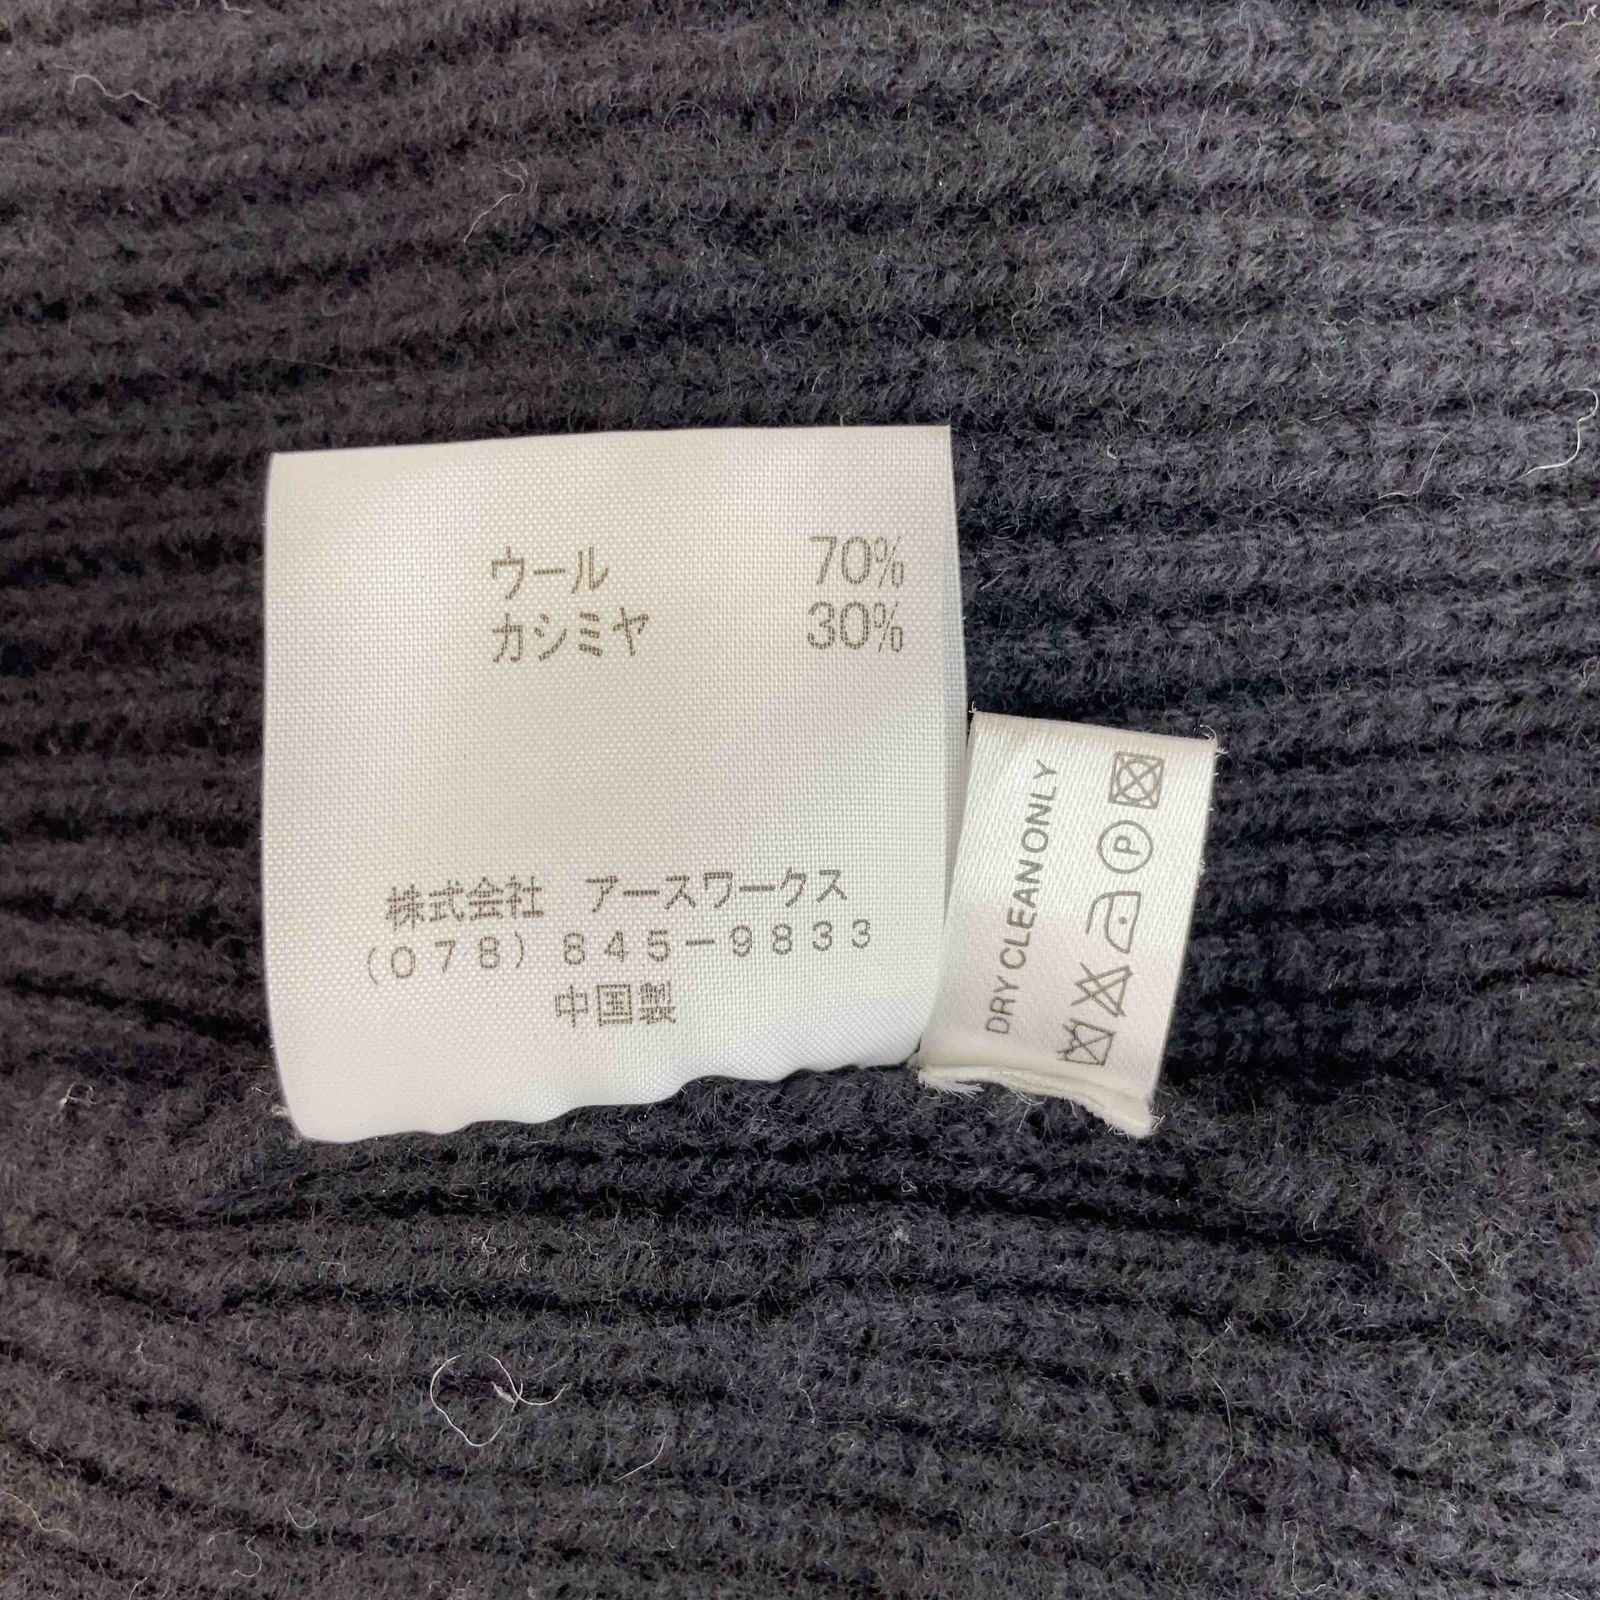 ウール 70%
カシミヤ 30%
株式会社 アースワークス
(078) 845-9833
中国製
DRY CLEAN ONLY
P